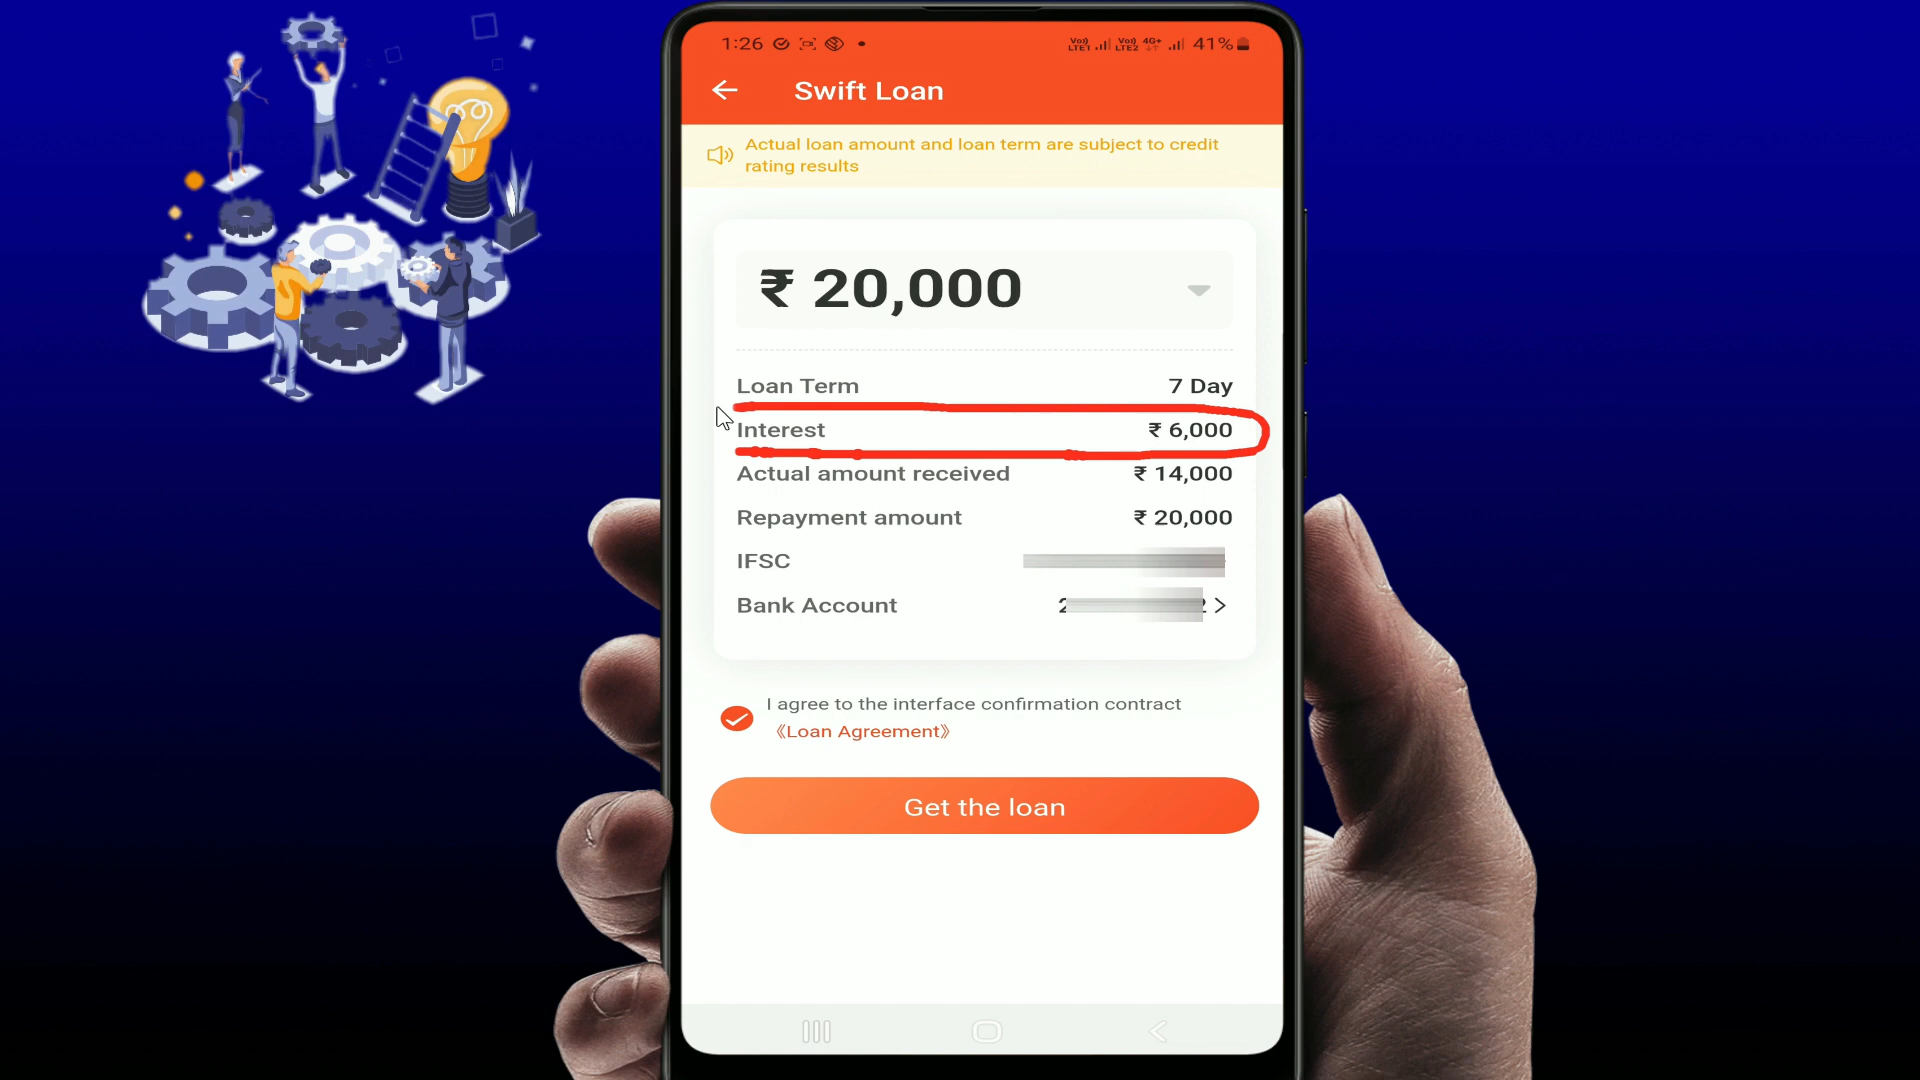 1:26 41%
Swift Loan
Actual loan amount and loan term are subject to credit
rating results
₹ 20,000
Loan Term 7 Day
Interest ₹ 6,000
Actual amount received ₹ 14,000
Repayment amount ₹ 20,000
IFSC
Bank Account
I agree to the interface confirmation contract
《Loan Agreement》
Get the loan